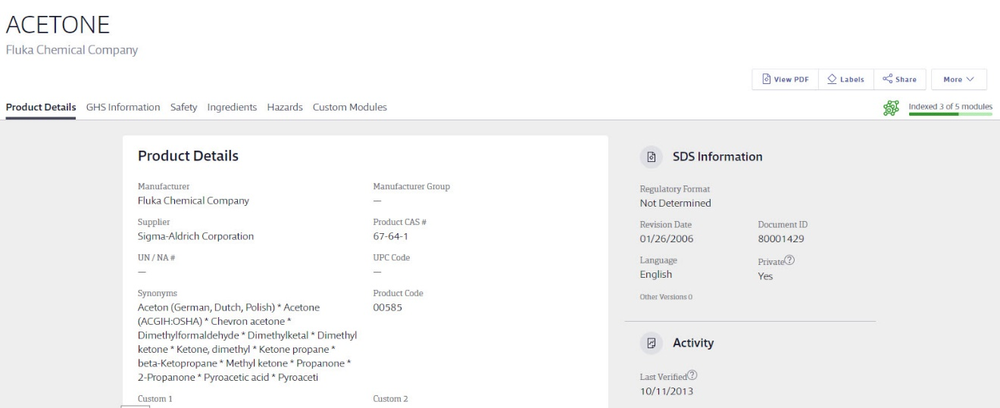 ACETONE
Fluka Chemical Company
View PDF
Labels
Share
More
Product Details
GHS Information
Safety
Ingredients
Hazards
Custom Modules
Indexed 3 of 5 modules
Product Details
Manufacturer
Manufacturer Group
Fluka Chemical Company
—
Supplier
Product CAS #
Sigma-Aldrich Corporation
67-64-1
UN / NA #
UPC Code
—
—
Synonyms
Product Code
Aceton (German, Dutch, Polish) * Acetone
00585
(ACGIH:OSHA) * Chevron acetone *
Dimethylformaldehyde * Dimethylketal * Dimethyl
ketone * Ketone, dimethyl * Ketone propane *
beta-Ketopropane * Methyl ketone * Propanone *
2-Propanone * Pyroacetic acid * Pyroaceti
Custom 1
Custom 2
SDS Information
Regulatory Format
Not Determined
Revision Date
Document ID
01/26/2006
80001429
Language
Private?
English
Yes
Other Versions 0
Activity
Last Verified?
10/11/2013